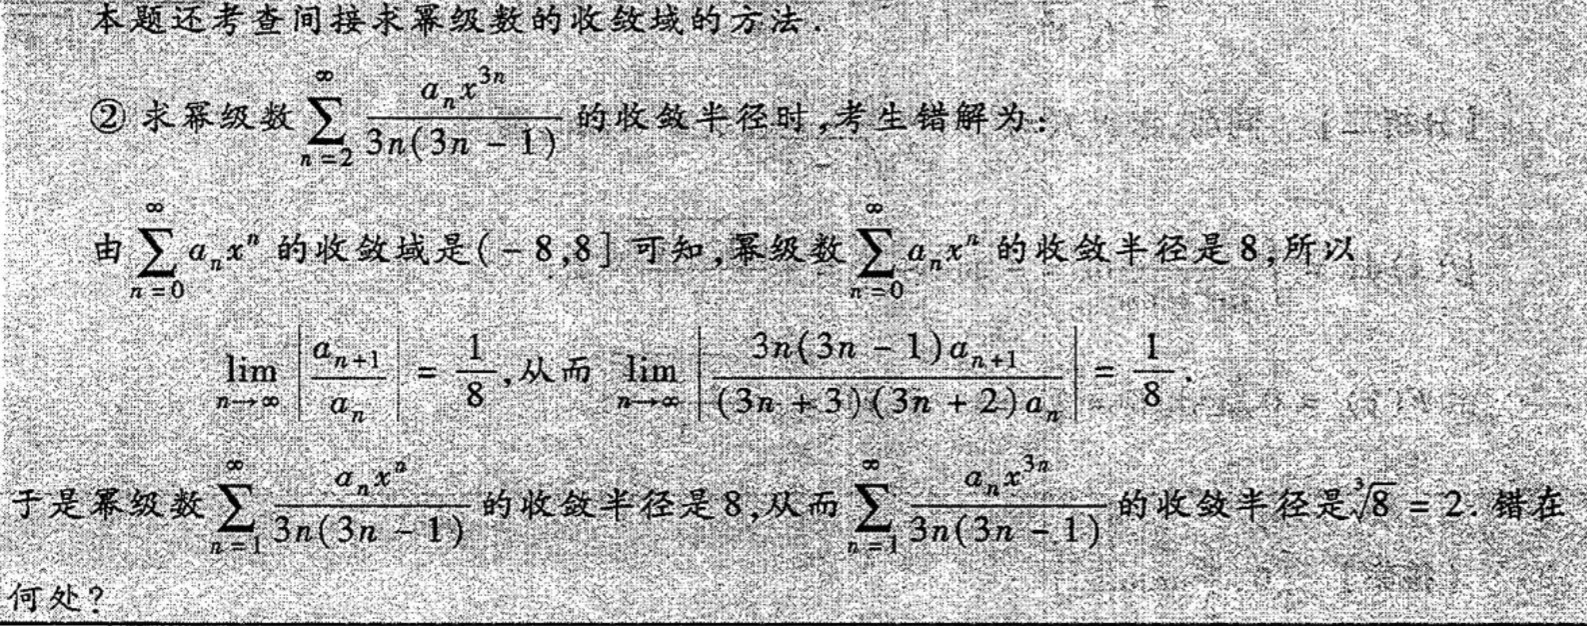 本题还考查间接求幂级数的收敛域的方法.
② 求幂级数 $\sum_{n=2}^{\infty} \frac{a_n x^{3n}}{3n(3n-1)}$ 的收敛半径时,考生错解为:
由 $\sum_{n=0}^{\infty} a_n x^n$ 的收敛域是(-8,8]可知,幂级数 $\sum_{n=0}^{\infty} a_n x^n$ 的收敛半径是8,所以
$\lim_{n\to\infty} \left| \frac{a_{n+1}}{a_n} \right| = \frac{1}{8}$,从而 $\lim_{n\to\infty} \left| \frac{3n(3n-1)a_{n+1}}{(3n+3)(3n+2)a_n} \right| = \frac{1}{8}$.
于是幂级数 $\sum_{n=1}^{\infty} \frac{a_n x^n}{3n(3n-1)}$ 的收敛半径是8,从而 $\sum_{n=1}^{\infty} \frac{a_n x^{3n}}{3n(3n-1)}$ 的收敛半径是 $\sqrt[3]{8} = 2$. 错在
何处?